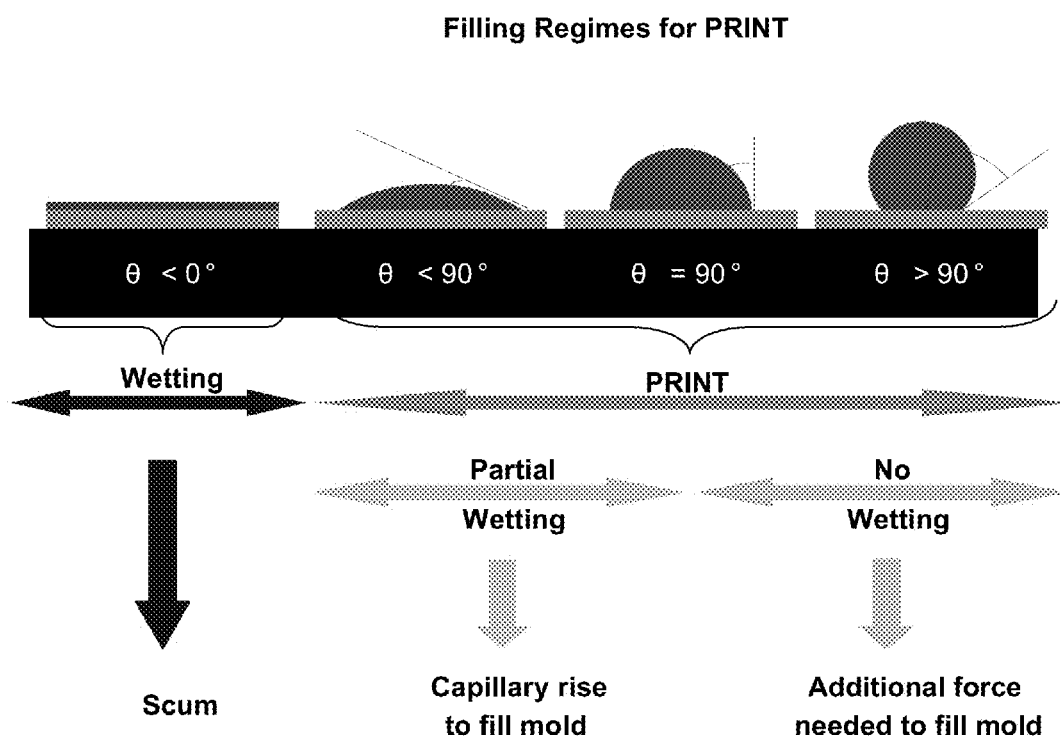 Filling Regimes for PRINT
θ < 0°
θ < 90°
θ = 90°
θ > 90°
Wetting
PRINT
Partial
Wetting
No
Wetting
Scum
Capillary rise
to fill mold
Additional force
needed to fill mold